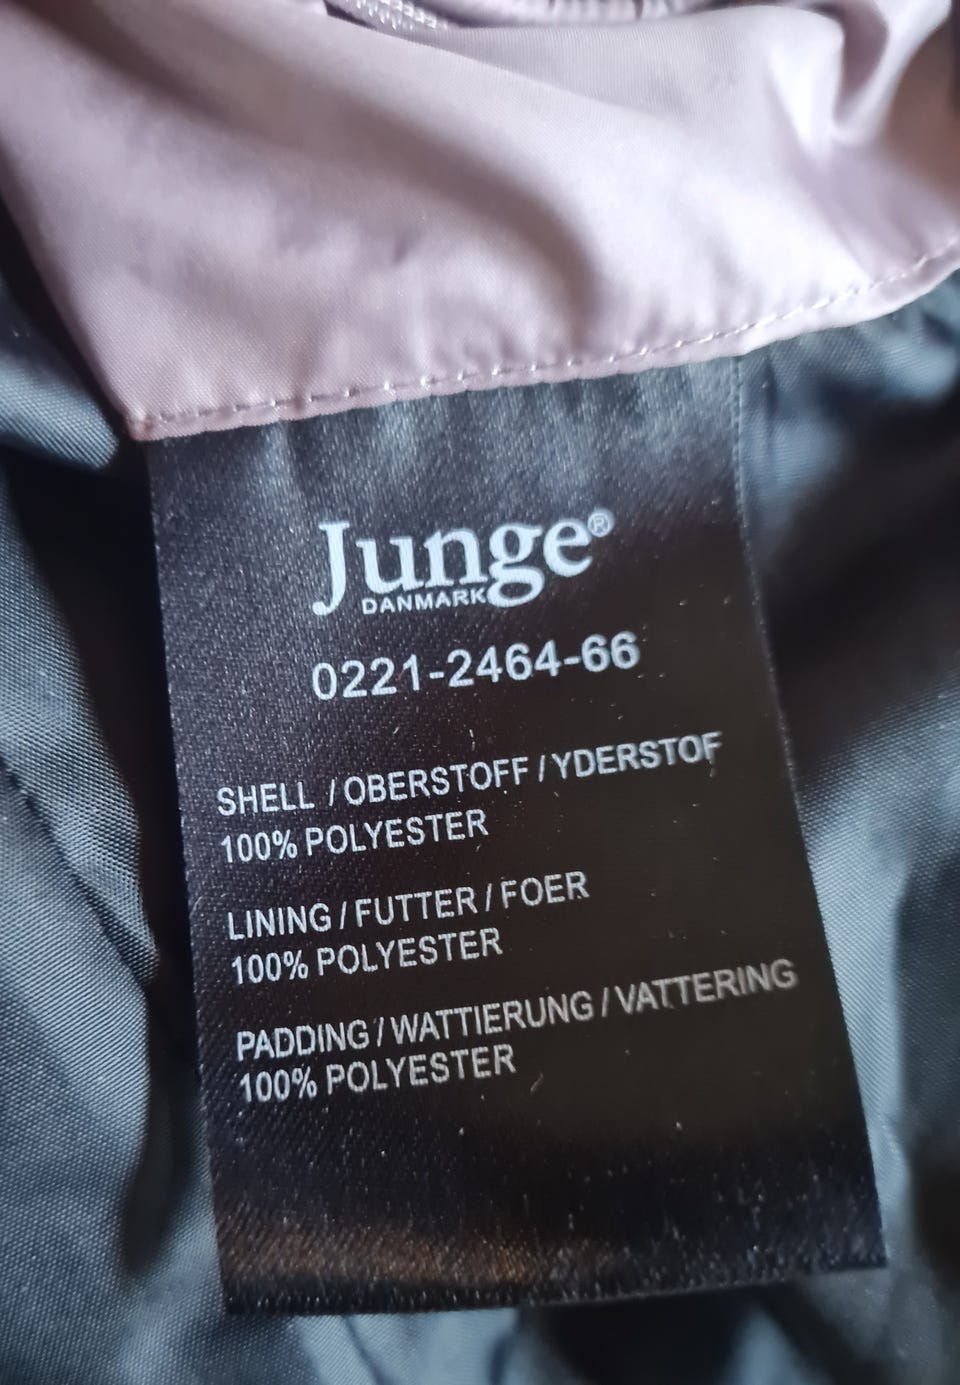 Junge®
DANMARK
0221-2464-66
SHELL / OBERSTOFF / YDERSTOF
100% POLYESTER
LINING / FUTTER / FOER
100% POLYESTER
PADDING / WATTIERUNG / VATTERING
100% POLYESTER